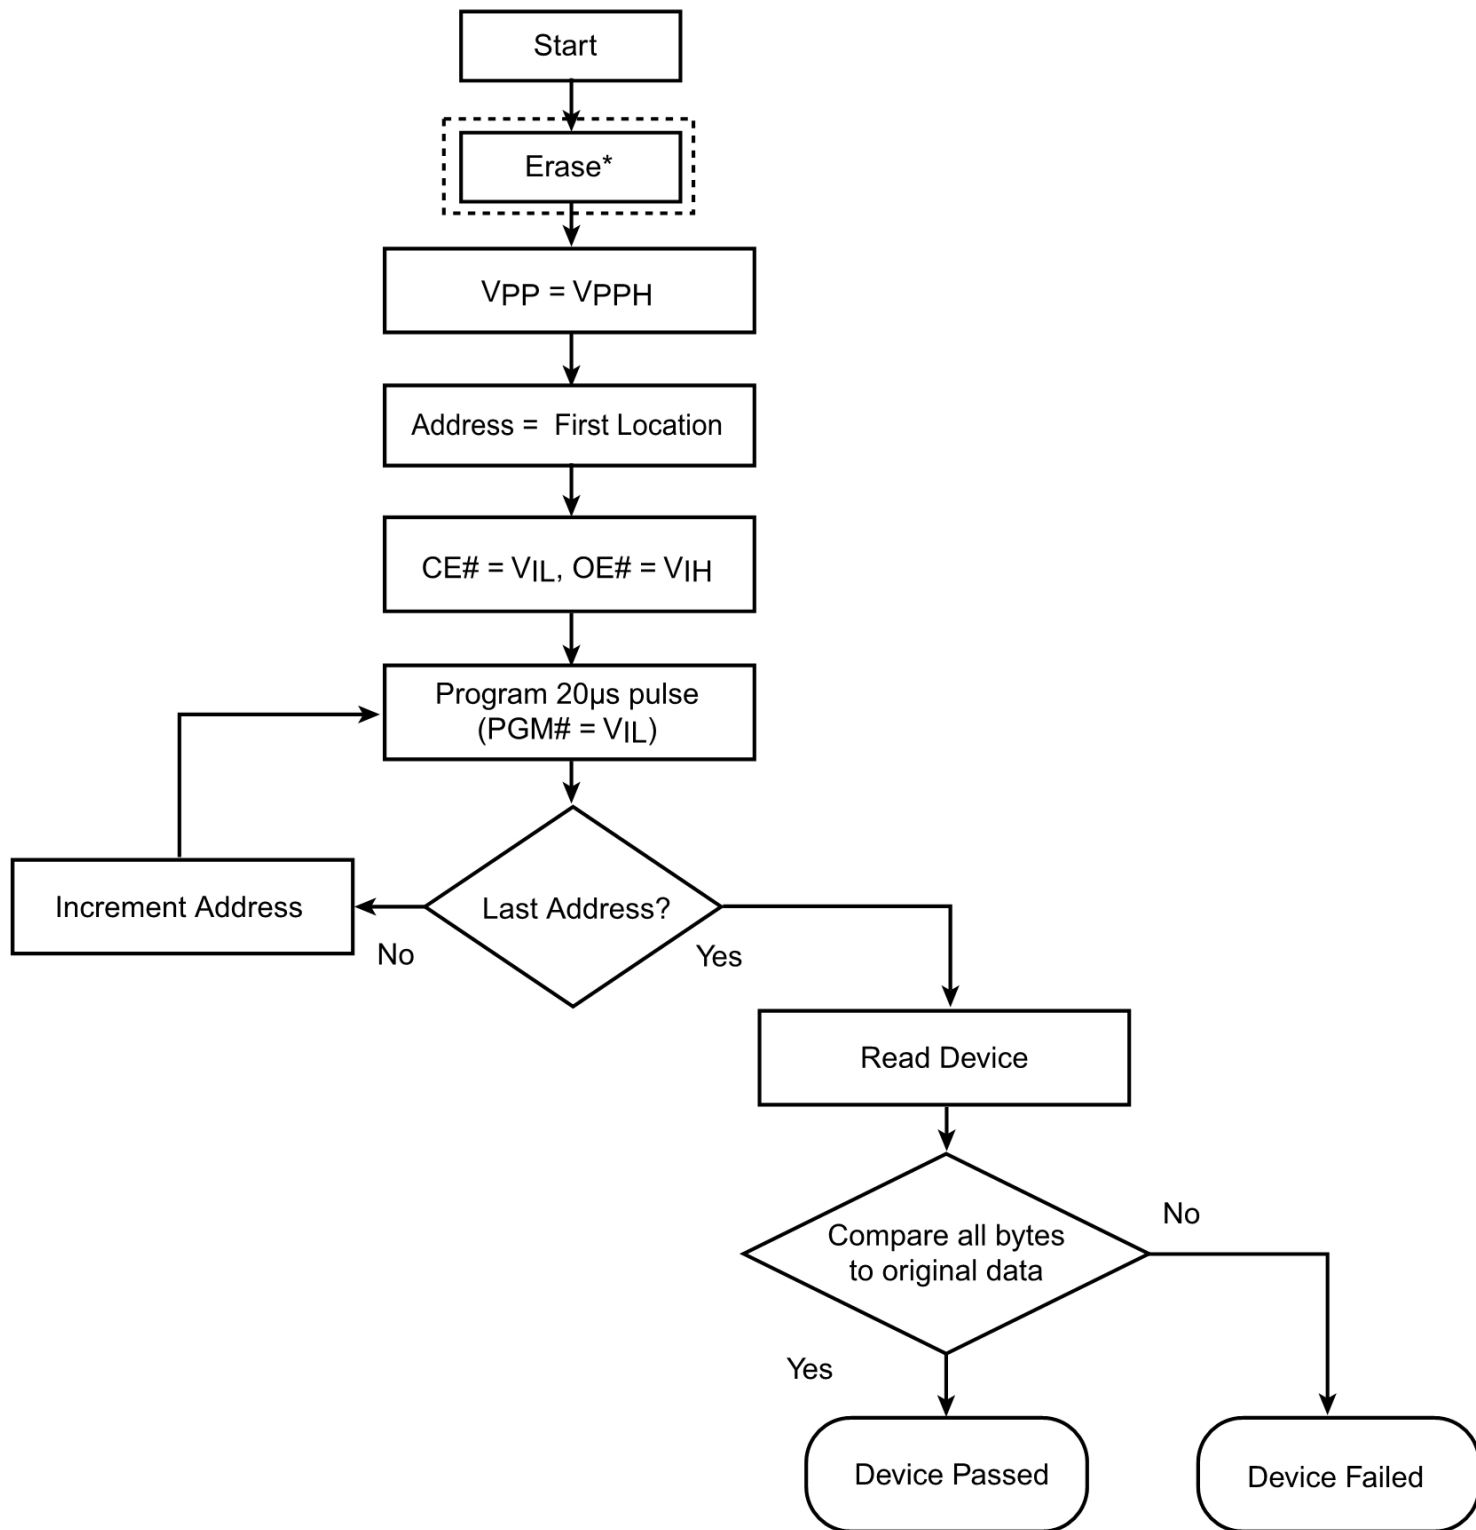 Start
Erase*
VPP = VPPH
Address = First Location
CE# = VIL, OE# = VIH
Program 20µs pulse
(PGM# = VIL)
Increment Address
Last Address?
No
Yes
Read Device
Compare all bytes
to original data
No
Yes
Device Passed
Device Failed